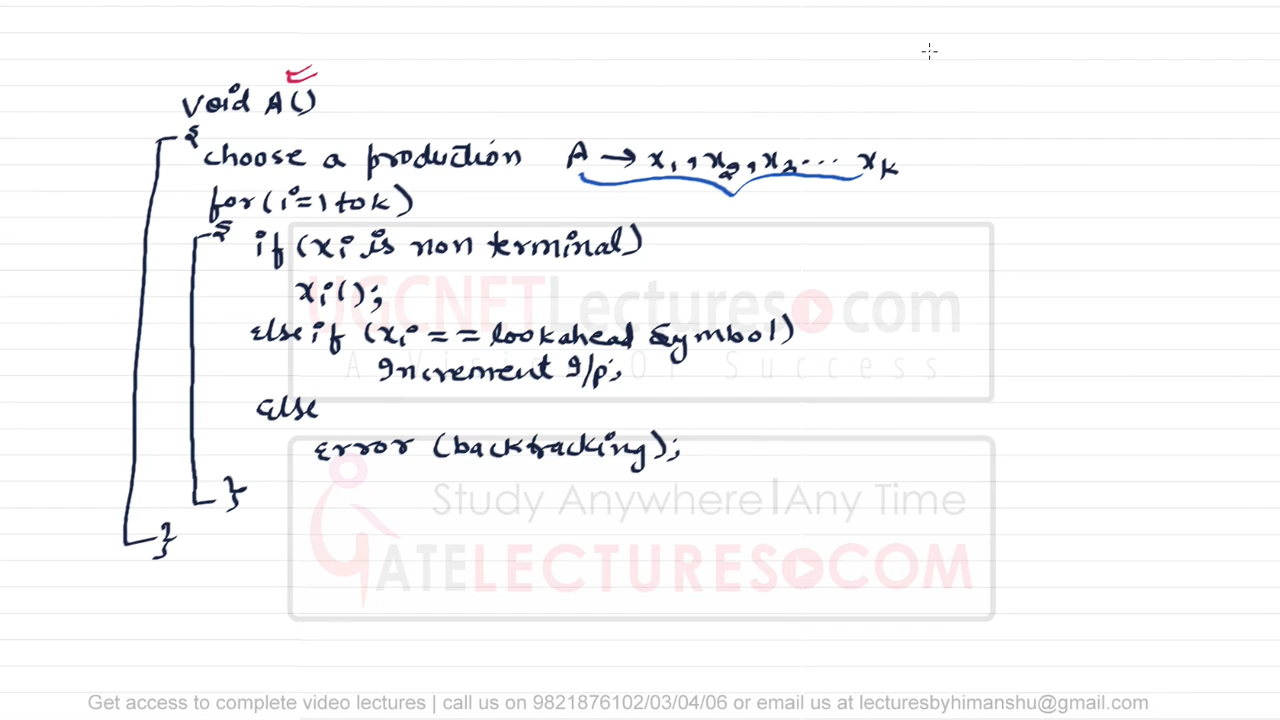 void A()
{
choose a production A → x1, x2, x3 ... xk
for(i=1 to k)
{
if (xi is non terminal)
xi();
else if (xi == lookahead symbol)
Increment I/p;
else
error (backtracking);
}
}
UGCNETLectures.com
A Vision Of Success
Study Anywhere|Any Time
GATELECTURES.COM
Get access to complete video lectures | call us on 9821876102/03/04/06 or email us at lecturesbyhimanshu@gmail.com